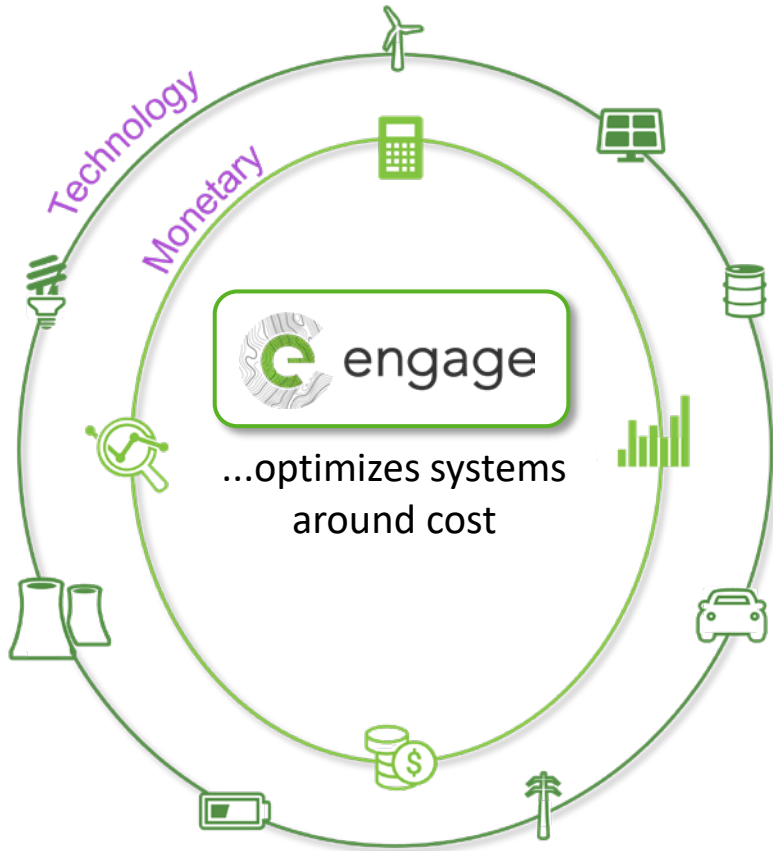 Technology
Monetary
engage
...optimizes systems
around cost
$